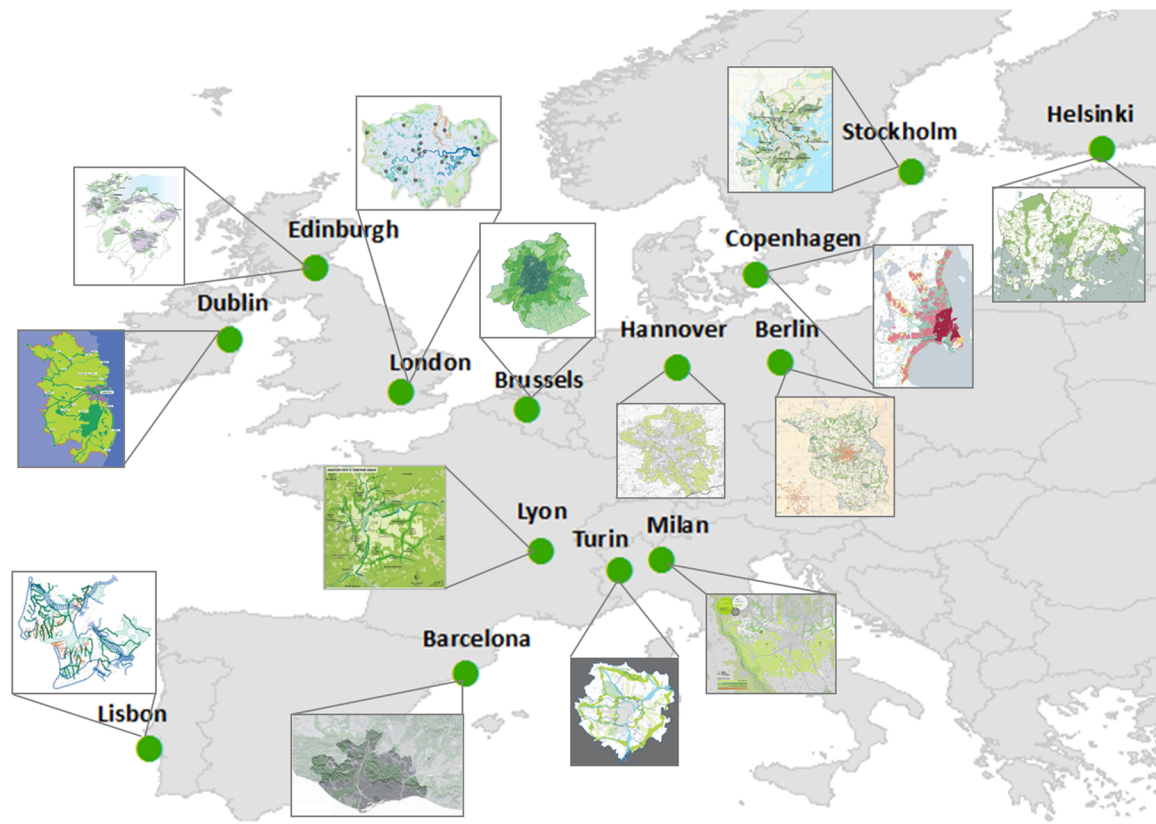 Helsinki
Stockholm
Edinburgh
Copenhagen
Dublin
Hannover
Berlin
London
Brussels
Lyon
Milan
Turin
Barcelona
Lisbon